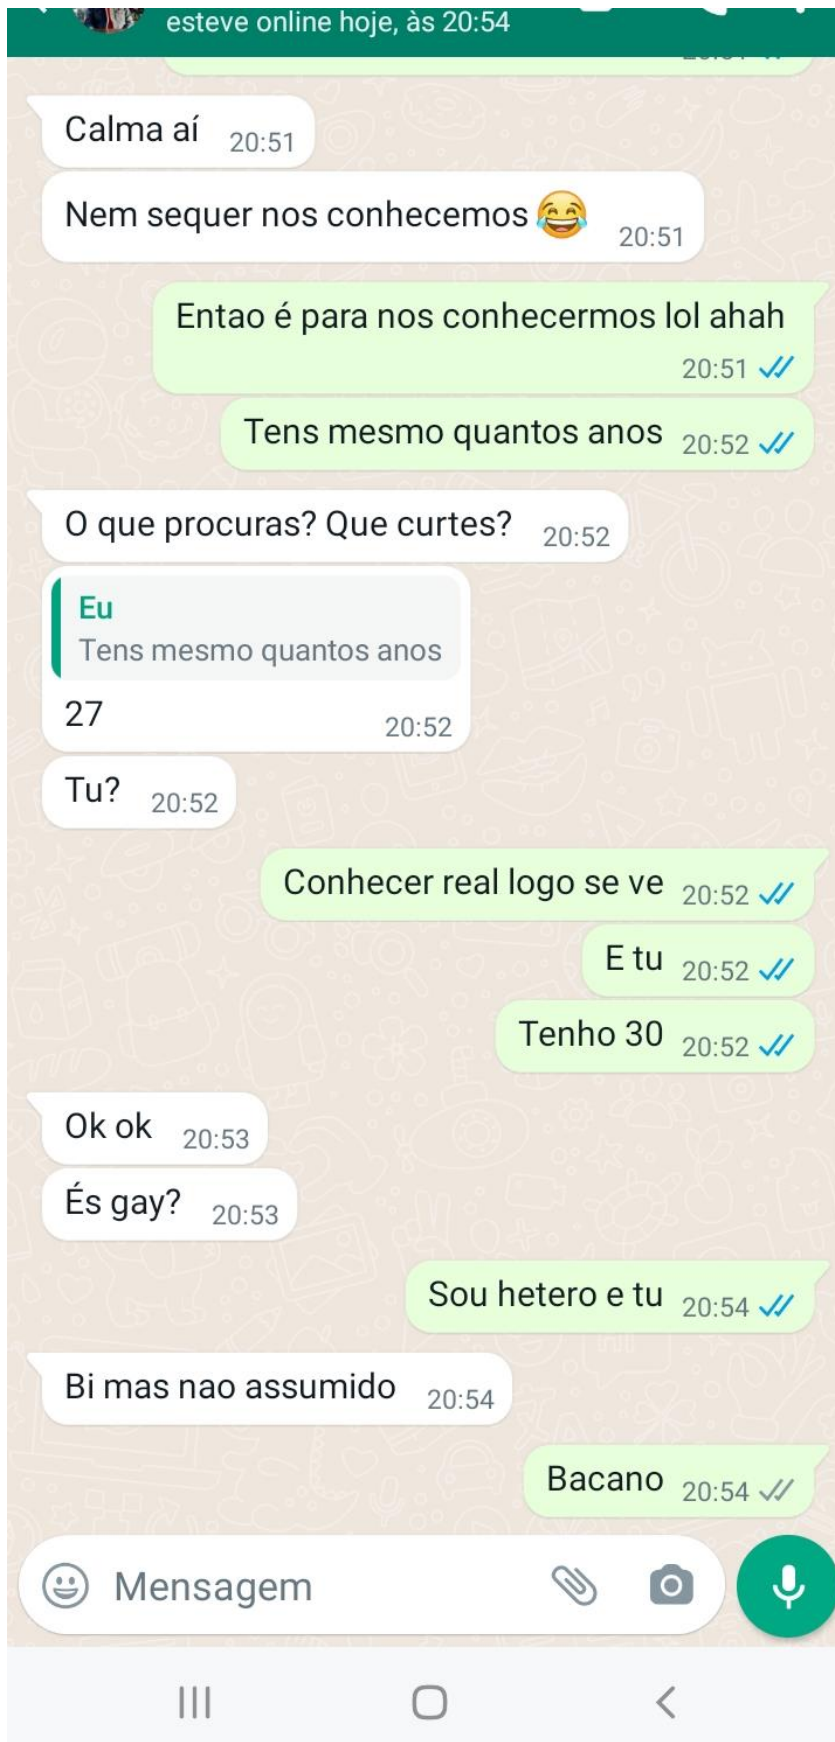 esteve online hoje, às 20:54
Calma aí 20:51
Nem sequer nos conhecemos😂 20:51
Entao é para nos conhecermos lol ahah
20:51
Tens mesmo quantos anos 20:52
O que procuras? Que curtes? 20:52
Eu
Tens mesmo quantos anos
27 20:52
Tu? 20:52
Conhecer real logo se ve 20:52
E tu 20:52
Tenho 30 20:52
Ok ok 20:53
És gay? 20:53
Sou hetero e tu 20:54
Bi mas nao assumido 20:54
Bacano 20:54
Mensagem